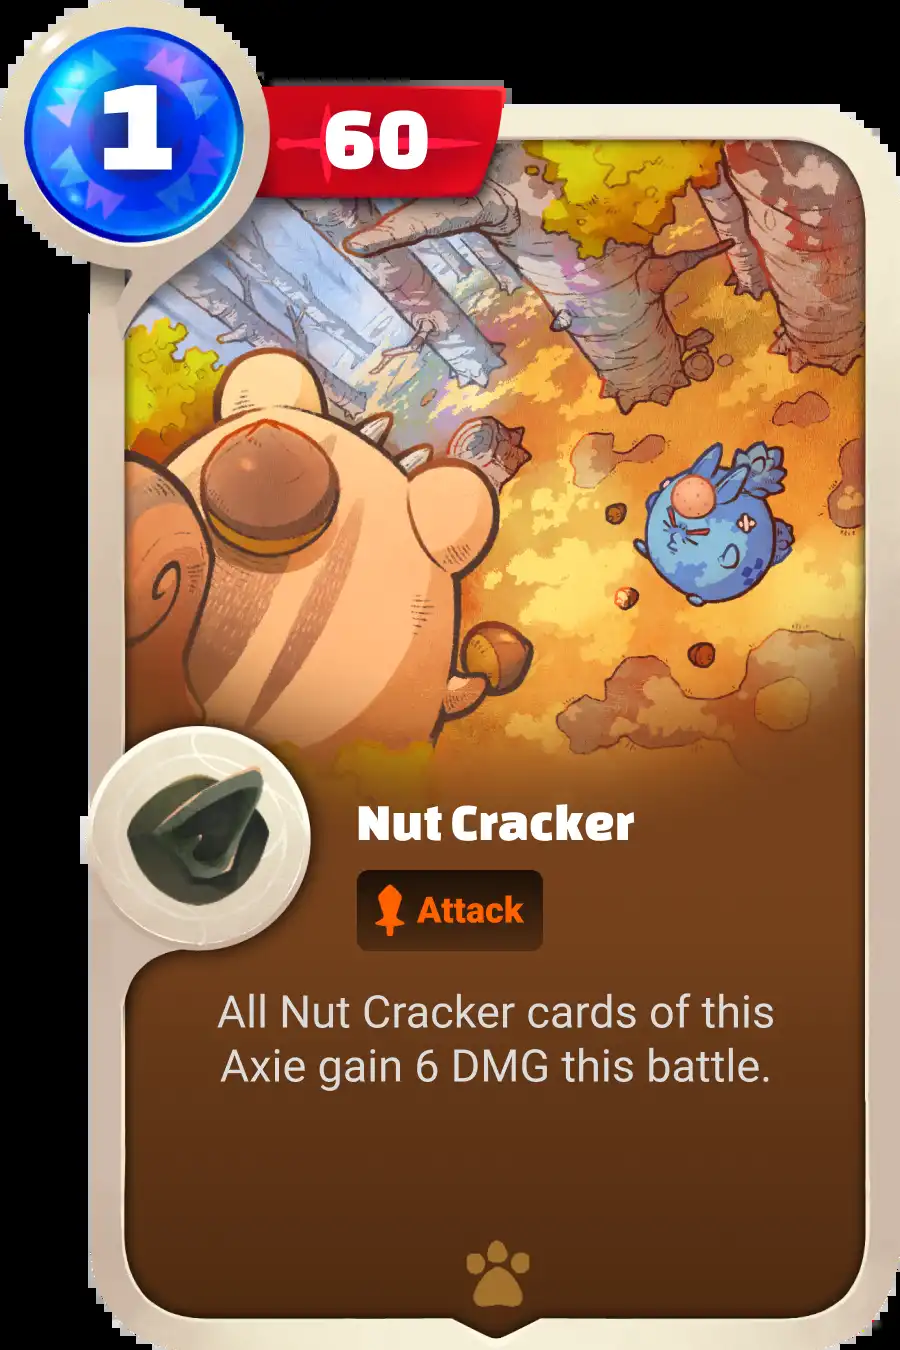 1
60
Nut Cracker
Attack
All Nut Cracker cards of this
Axie gain 6 DMG this battle.